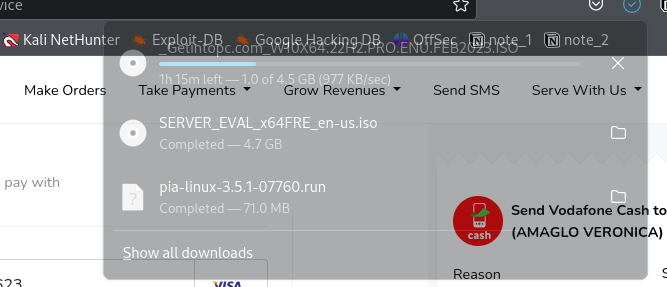 vice
Kali NetHunter Exploit-DB Google Hacking DB OffSec note_1 note_2
_Getintopc.com_W10X64.22H2.PRO.ENU.FEB2023.ISO
1h 15m left — 1.0 of 4.5 GB (977 KB/sec)
Make Orders Take Payments Grow Revenues Send SMS Serve With Us
SERVER_EVAL_x64FRE_en-us.iso
Completed — 4.7 GB
pay with
pia-linux-3.5.1-07760.run
Completed — 71.0 MB
cash
Send Vodafone Cash to
(AMAGLO VERONICA)
Show all downloads
Reason
S
623
VISA